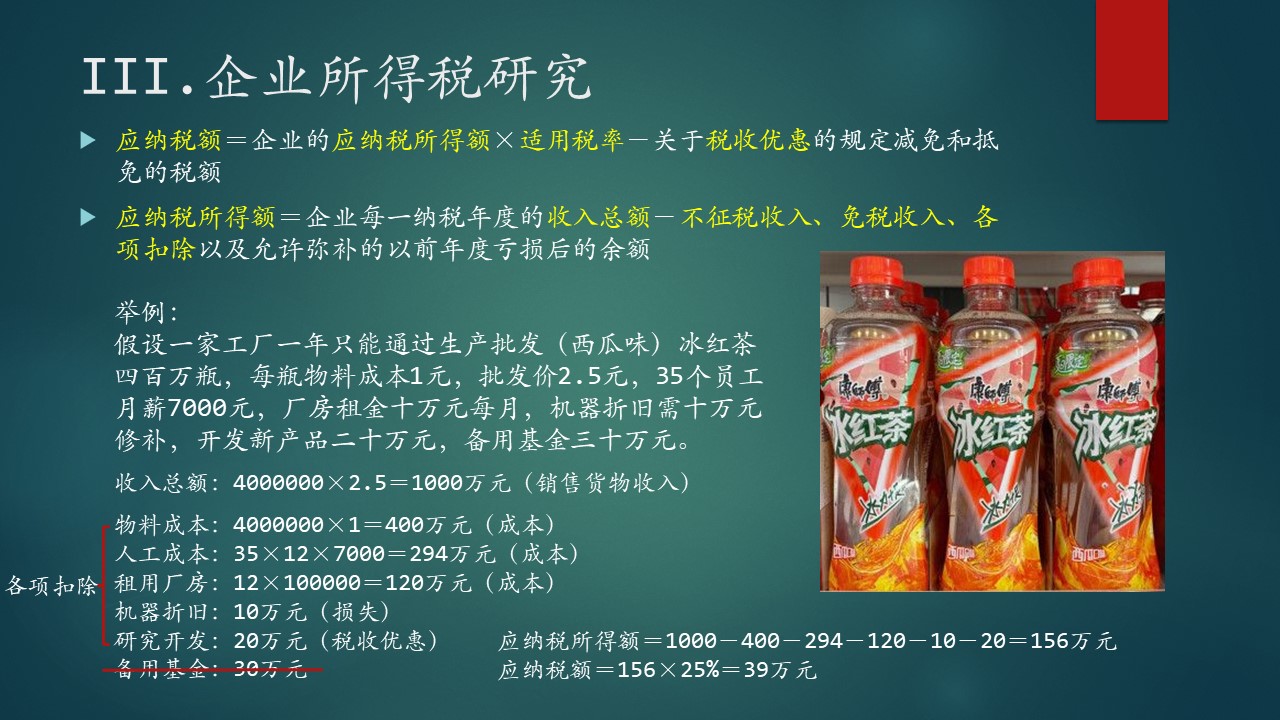 III.企业所得税研究
应纳税额＝企业的应纳税所得额×适用税率－关于税收优惠的规定减免和抵
免的税额
应纳税所得额＝企业每一纳税年度的收入总额－不征税收入、免税收入、各
项扣除以及允许弥补的以前年度亏损后的余额
举例：
假设一家工厂一年只能通过生产批发（西瓜味）冰红茶
四百万瓶，每瓶物料成本1元，批发价2.5元，35个员工
月薪7000元，厂房租金十万元每月，机器折旧需十万元
修补，开发新产品二十万元，备用基金三十万元。
收入总额：4000000×2.5＝1000万元（销售货物收入）
物料成本：4000000×1＝400万元（成本）
人工成本：35×12×7000＝294万元（成本）
租用厂房：12×100000＝120万元（成本）
机器折旧：10万元（损失）
研究开发：20万元（税收优惠）
备用基金：30万元
各项扣除
应纳税所得额＝1000－400－294－120－10－20＝156万元
应纳税额＝156×25%＝39万元
康师傅
冰红茶
西瓜味
康师傅
冰红茶
康师傅
冰红茶
西瓜味